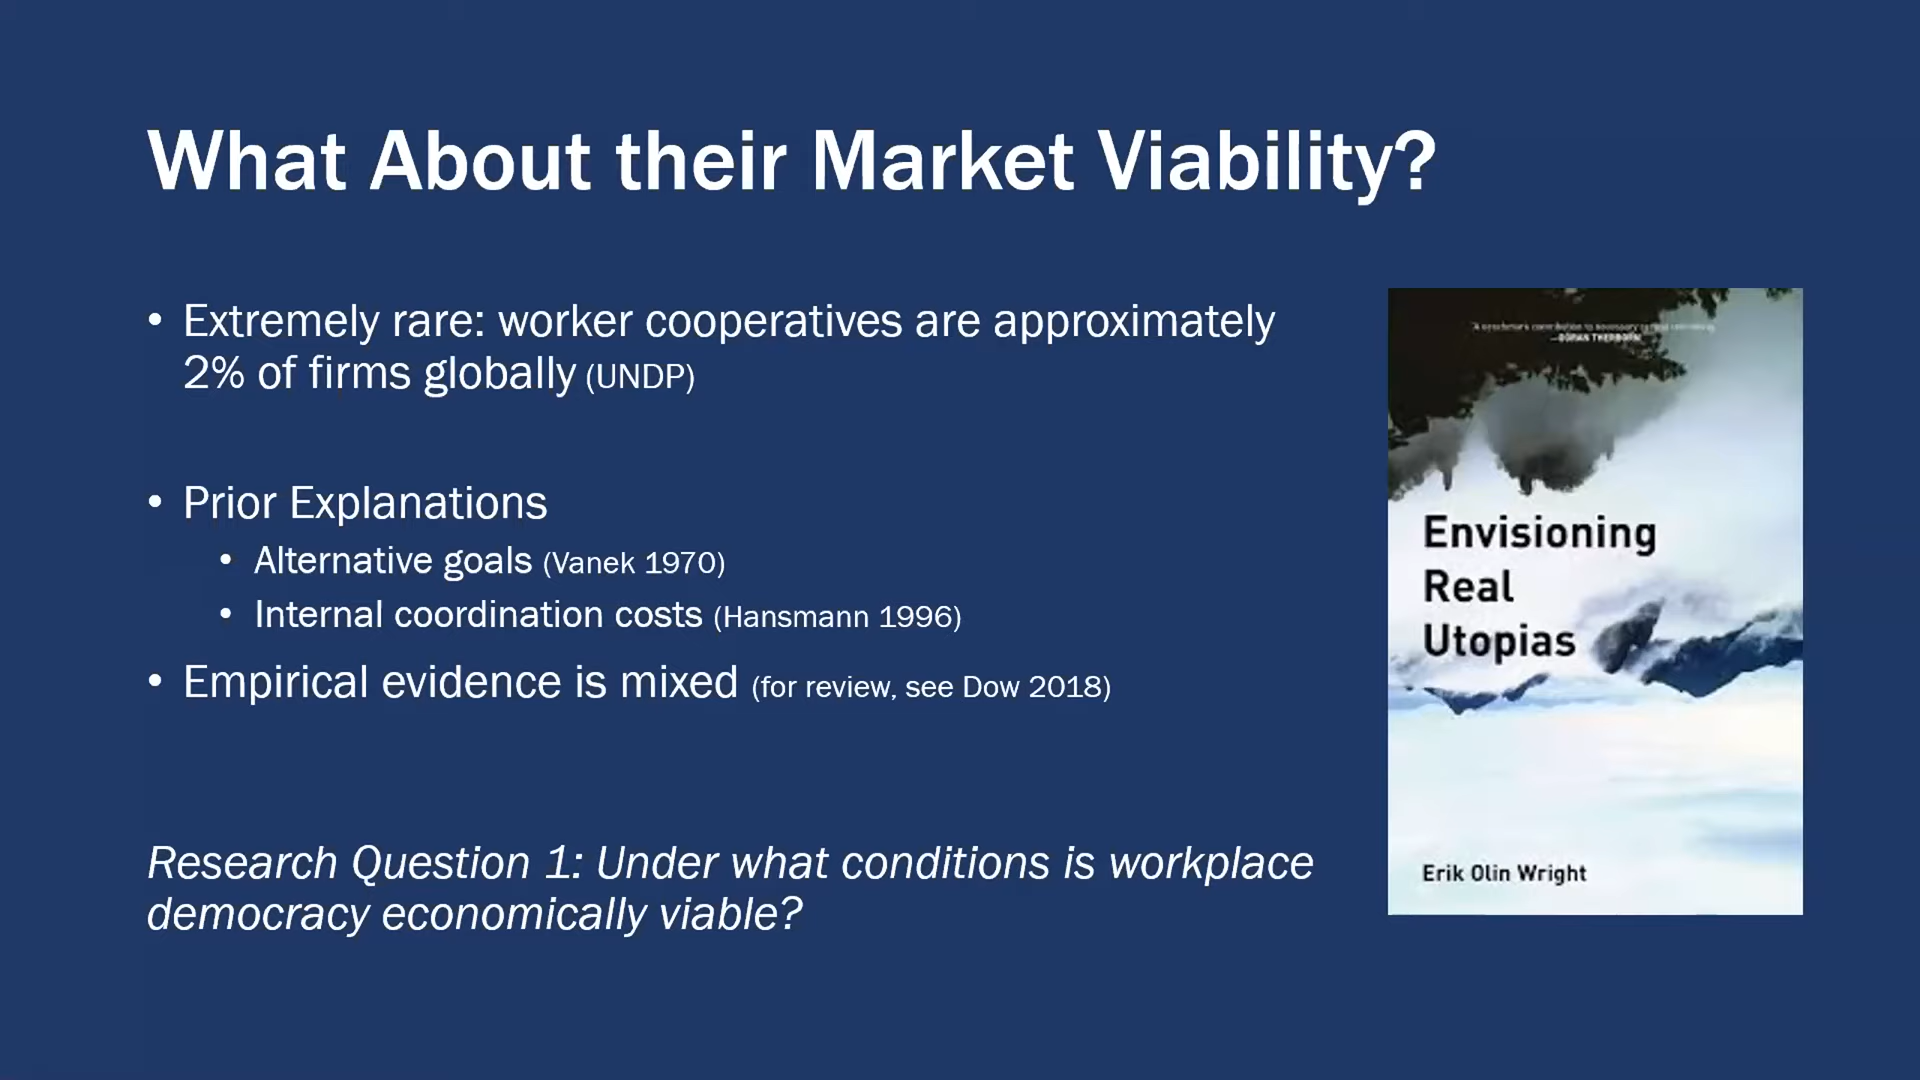 What About their Market Viability?
• Extremely rare: worker cooperatives are approximately
2% of firms globally (UNDP)
• Prior Explanations
• Alternative goals (Vanek 1970)
• Internal coordination costs (Hansmann 1996)
• Empirical evidence is mixed (for review, see Dow 2018)
Research Question 1: Under what conditions is workplace
democracy economically viable?
—GÖRAN THERBORN
Envisioning
Real
Utopias
Erik Olin Wright